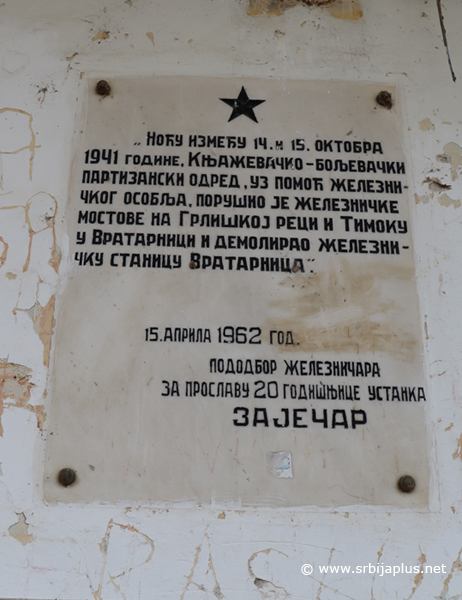 „Ноћу између 14. и 15. октобра
1941 године, Књажевачко-бољевачки
партизански одред, уз помоћ железни-
чког особља, порушио је железничке
мостове на Грлишкој реци и Тимоку
у Вратарници и демолирао железни-
чку станицу Вратарница“.
15. априла 1962 год.
Пододбор железничара
за прославу 20 годишњице устанка
ЗАЈЕЧАР
© www.srbijaplus.net